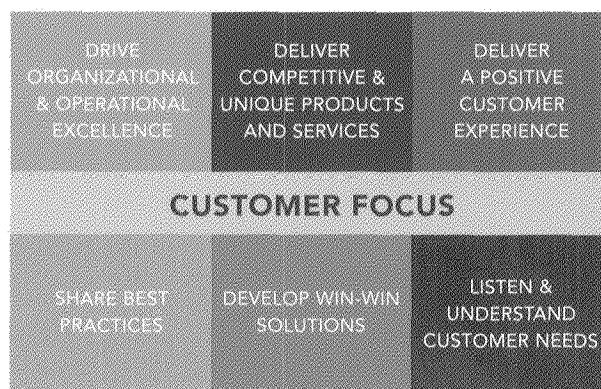 DRIVE
ORGANIZATIONAL
& OPERATIONAL
EXCELLENCE
DELIVER
COMPETITIVE &
UNIQUE PRODUCTS
AND SERVICES
DELIVER
A POSITIVE
CUSTOMER
EXPERIENCE
CUSTOMER FOCUS
SHARE BEST
PRACTICES
DEVELOP WIN-WIN
SOLUTIONS
LISTEN &
UNDERSTAND
CUSTOMER NEEDS